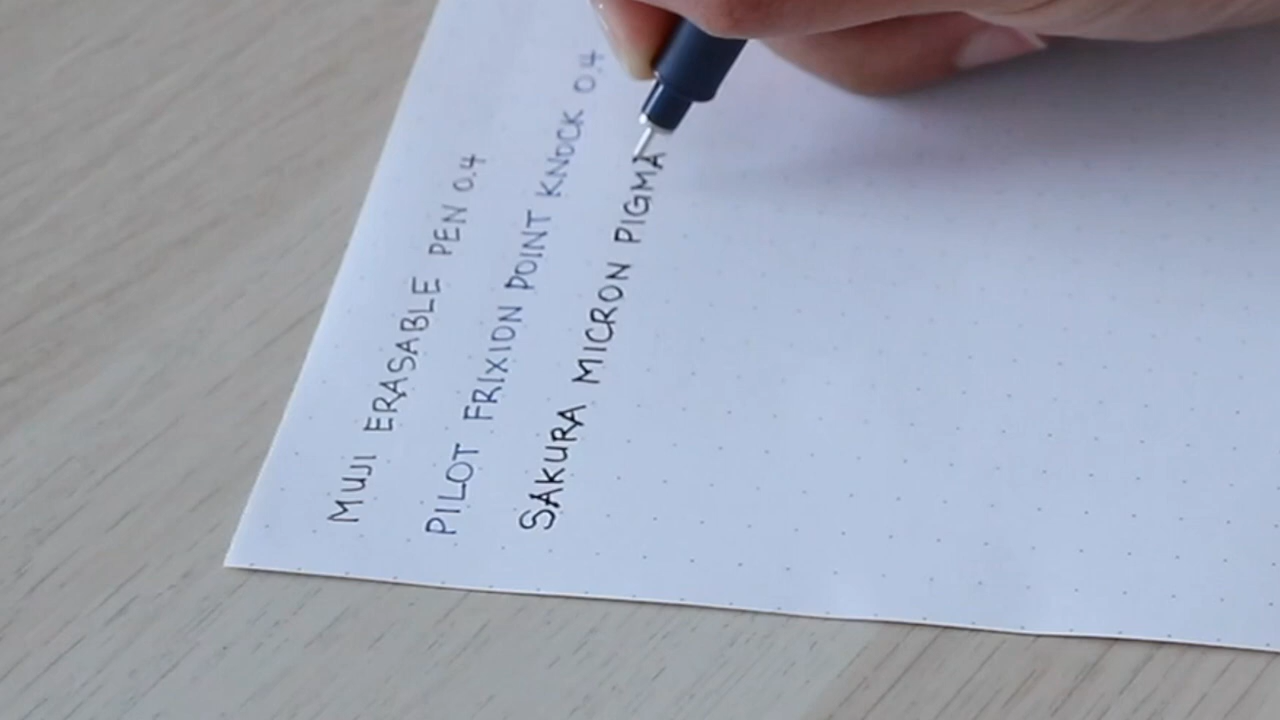 MUJI ERASABLE PEN 0.4
PILOT FRIXION POINT KNOCK 0.4
SAKURA MICRON PIGMA